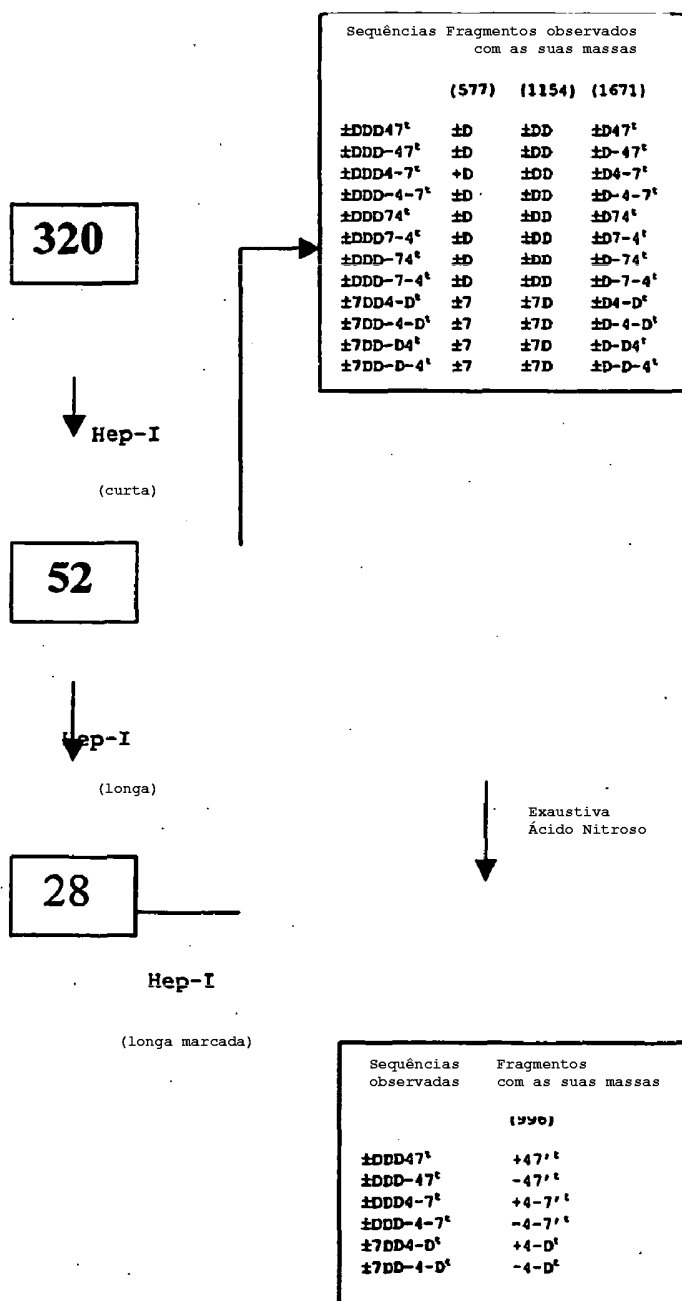 Sequências Fragmentos observados
com as suas massas
(577) (1154) (1671)
±DDD47ᵗ ±D ±DD ±D47ᵗ
±DDD-47ᵗ ±D ±DD ±D-47ᵗ
±DDD4-7ᵗ +D ±DD ±D4-7ᵗ
±DDD-4-7ᵗ ±D ±DD ±D-4-7ᵗ
±DDD74ᵗ ±D ±DD ±D74ᵗ
±DDD7-4ᵗ ±D ±DD ±D7-4ᵗ
±DDD-74ᵗ ±D ±DD ±D-74ᵗ
±DDD-7-4ᵗ ±D ±DD ±D-7-4ᵗ
±7DD4-Dᵗ ±7 ±7D ±D4-Dᵗ
±7DD-4-Dᵗ ±7 ±7D ±D-4-Dᵗ
±7DD-D4ᵗ ±7 ±7D ±D-D4ᵗ
±7DD-D-4ᵗ ±7 ±7D ±D-D-4ᵗ
320
Hep-I
(curta)
52
Hep-I
(longa)
Exaustiva
Ácido Nitroso
28
Hep-I
(longa marcada)
Sequências Fragmentos
observadas com as suas massas
(996)
±DDD47ᵗ +47'ᵗ
±DDD-47ᵗ -47'ᵗ
±DDD4-7ᵗ +4-7'ᵗ
±DDD-4-7ᵗ -4-7'ᵗ
±7DD4-Dᵗ +4-Dᵗ
±7DD-4-Dᵗ -4-Dᵗ